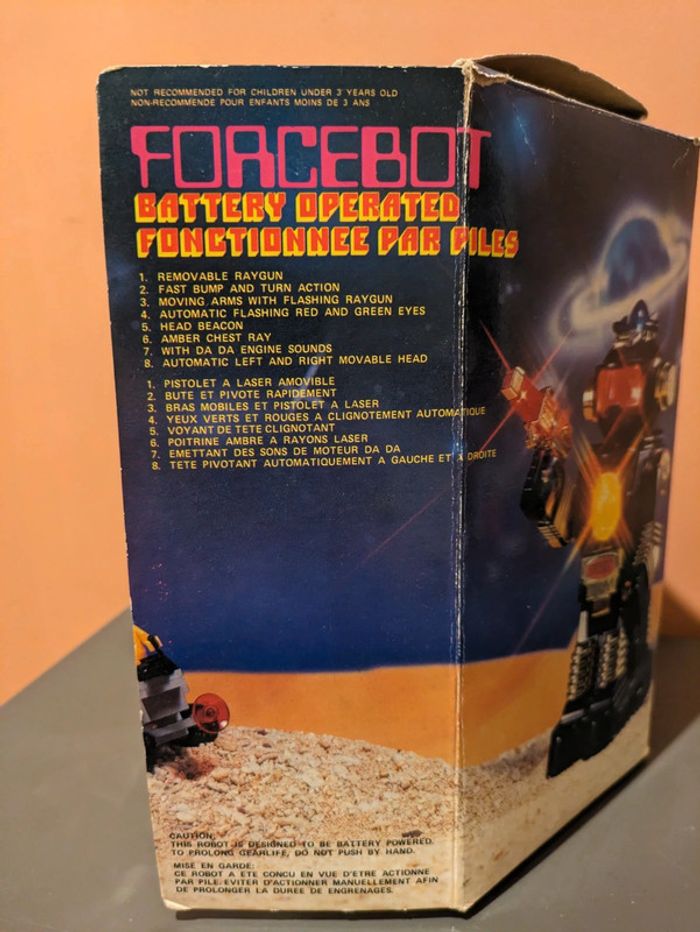 NOT RECOMMENDED FOR CHILDREN UNDER 3 YEARS OLD
NON-RECOMMENDE POUR ENFANTS MOINS DE 3 ANS
FORCEBOT
BATTERY OPERATED
FONCTIONNEE PAR PILES
1. REMOVABLE RAYGUN
2. FAST BUMP AND TURN ACTION
3. MOVING ARMS WITH FLASHING RAYGUN
4. AUTOMATIC FLASHING RED AND GREEN EYES
5. HEAD BEACON
6. AMBER CHEST RAY
7. WITH DA DA ENGINE SOUNDS
8. AUTOMATIC LEFT AND RIGHT MOVABLE HEAD
1. PISTOLET A LASER AMOVIBLE
2. BUTE ET PIVOTE RAPIDEMENT
3. BRAS MOBILES ET PISTOLET A LASER
4. YEUX VERTS ET ROUGES A CLIGNOTEMENT AUTOMATIQUE
5. VOYANT DE TETE CLIGNOTANT
6. POITRINE AMBRE A RAYONS LASER
7. EMETTANT DES SONS DE MOTEUR DA DA
8. TETE PIVOTANT AUTOMATIQUEMENT A GAUCHE ET A DROITE
CAUTION,
THIS ROBOT IS DESIGNED TO BE BATTERY POWERED.
TO PROLONG GEARLIFE, DO NOT PUSH BY HAND.
MISE EN GARDE:
CE ROBOT A ETE CONCU EN VUE D'ETRE ACTIONNE
PAR PILE. EVITER D'ACTIONNER MANUELLEMENT AFIN
DE PROLONGER LA DUREE DE ENGRENAGES.